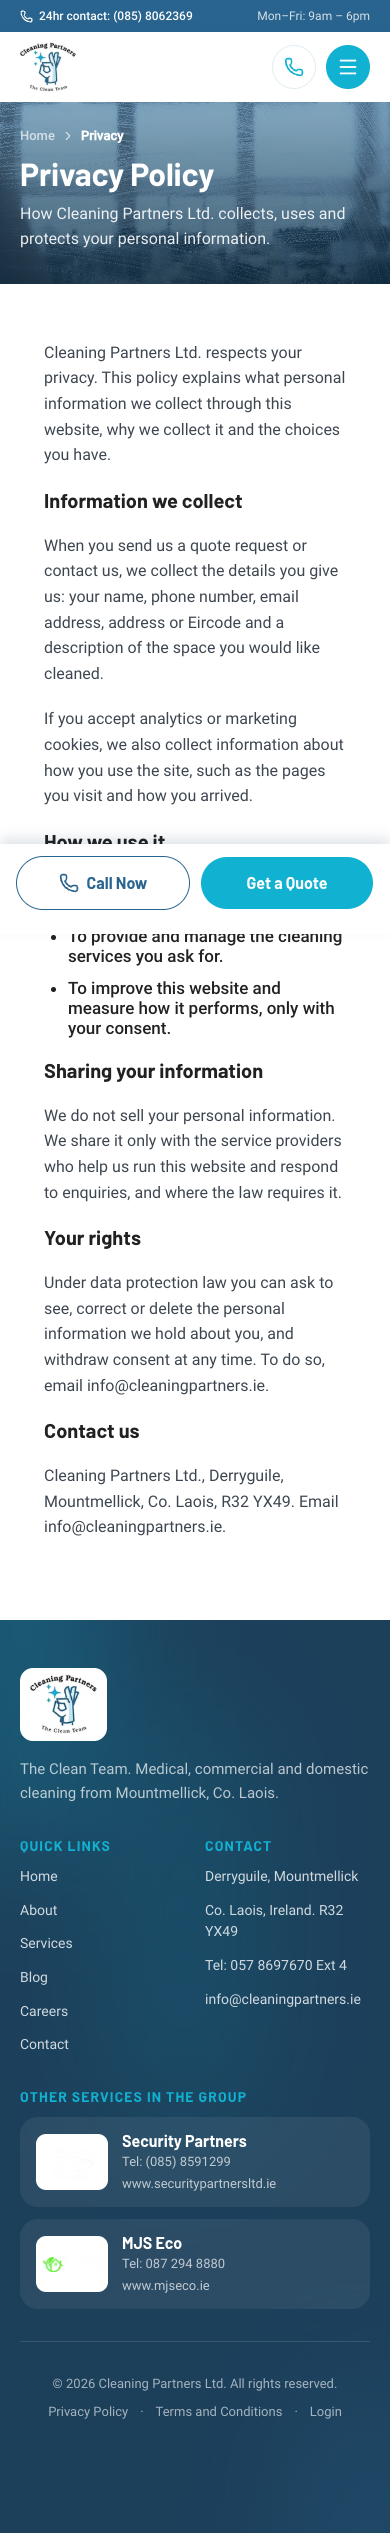 24hr contact: (085) 8062369 Mon–Fri: 9am – 6pm
Cleaning Partners
The Clean Team
Home > Privacy
Privacy Policy
How Cleaning Partners Ltd. collects, uses and
protects your personal information.
Cleaning Partners Ltd. respects your
privacy. This policy explains what personal
information we collect through this
website, why we collect it and the choices
you have.
Information we collect
When you send us a quote request or
contact us, we collect the details you give
us: your name, phone number, email
address, address or Eircode and a
description of the space you would like
cleaned.
If you accept analytics or marketing
cookies, we also collect information about
how you use the site, such as the pages
you visit and how you arrived.
How we use it
Call Now Get a Quote
• To provide and manage the cleaning
services you ask for.
• To improve this website and
measure how it performs, only with
your consent.
Sharing your information
We do not sell your personal information.
We share it only with the service providers
who help us run this website and respond
to enquiries, and where the law requires it.
Your rights
Under data protection law you can ask to
see, correct or delete the personal
information we hold about you, and
withdraw consent at any time. To do so,
email info@cleaningpartners.ie.
Contact us
Cleaning Partners Ltd., Derryguile,
Mountmellick, Co. Laois, R32 YX49. Email
info@cleaningpartners.ie.
Cleaning Partners
The Clean Team
The Clean Team. Medical, commercial and domestic
cleaning from Mountmellick, Co. Laois.
QUICK LINKS
Home
About
Services
Blog
Careers
Contact
CONTACT
Derryguile, Mountmellick
Co. Laois, Ireland. R32
YX49
Tel: 057 8697670 Ext 4
info@cleaningpartners.ie
OTHER SERVICES IN THE GROUP
Security Partners
Tel: (085) 8591299
www.securitypartnersltd.ie
MJS Eco
Tel: 087 294 8880
www.mjseco.ie
© 2026 Cleaning Partners Ltd. All rights reserved.
Privacy Policy · Terms and Conditions · Login